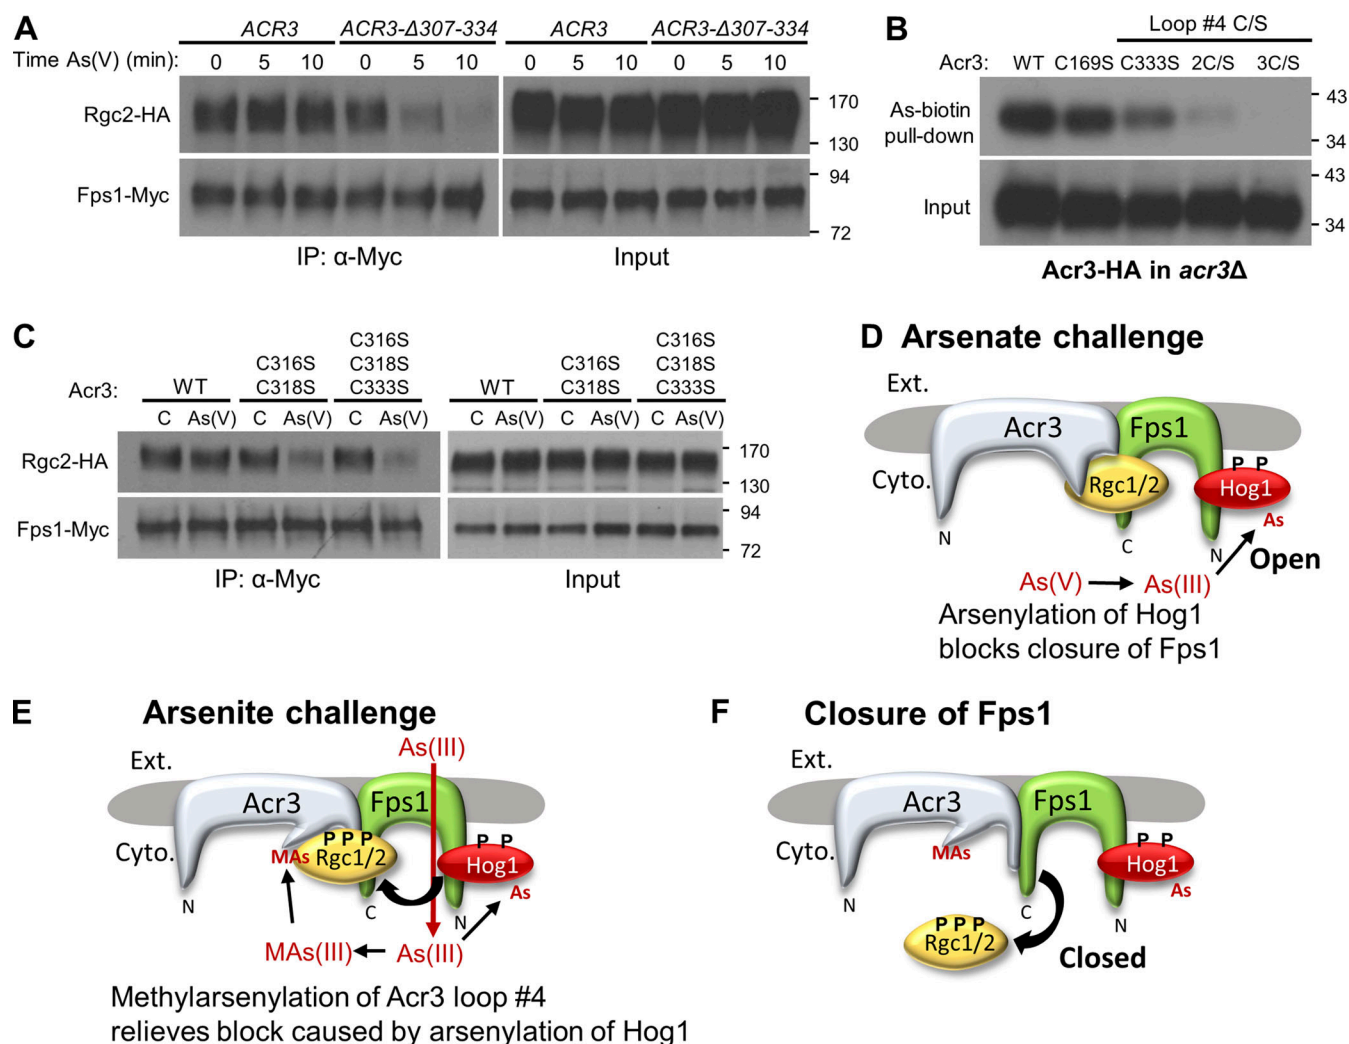 A
ACR3 ACR3-Δ307-334 ACR3 ACR3-Δ307-334
Time As(V) (min): 0 5 10 0 5 10 0 5 10 0 5 10
Rgc2-HA
170
130
Fps1-Myc
94
72
IP: α-Myc Input
B
Loop #4 C/S
Acr3: WT C169S C333S 2C/S 3C/S
As-biotin
pull-down
43
34
Input
43
34
Acr3-HA in acr3Δ
C
C316S C316S
C316S C318S C316S C318S
Acr3: WT C318S C333S WT C318S C333S
C As(V) C As(V) C As(V) C As(V) C As(V) C As(V)
Rgc2-HA
170
130
Fps1-Myc
94
72
IP: α-Myc Input
D Arsenate challenge
Ext.
Acr3 Fps1
Cyto.
P P
Rgc1/2 Hog1
As
N C N
Open
As(V) As(III)
Arsenylation of Hog1
blocks closure of Fps1
E Arsenite challenge
As(III)
Ext.
Acr3 Fps1
Cyto.
P P P P P
MAs Rgc1/2 Hog1
As
N C N
MAs(III) As(III)
Methylarsenylation of Acr3 loop #4
relieves block caused by arsenylation of Hog1
F Closure of Fps1
Ext.
Acr3 Fps1
Cyto.
P P
MAs Hog1
As
N C N
P P P
Rgc1/2
Closed